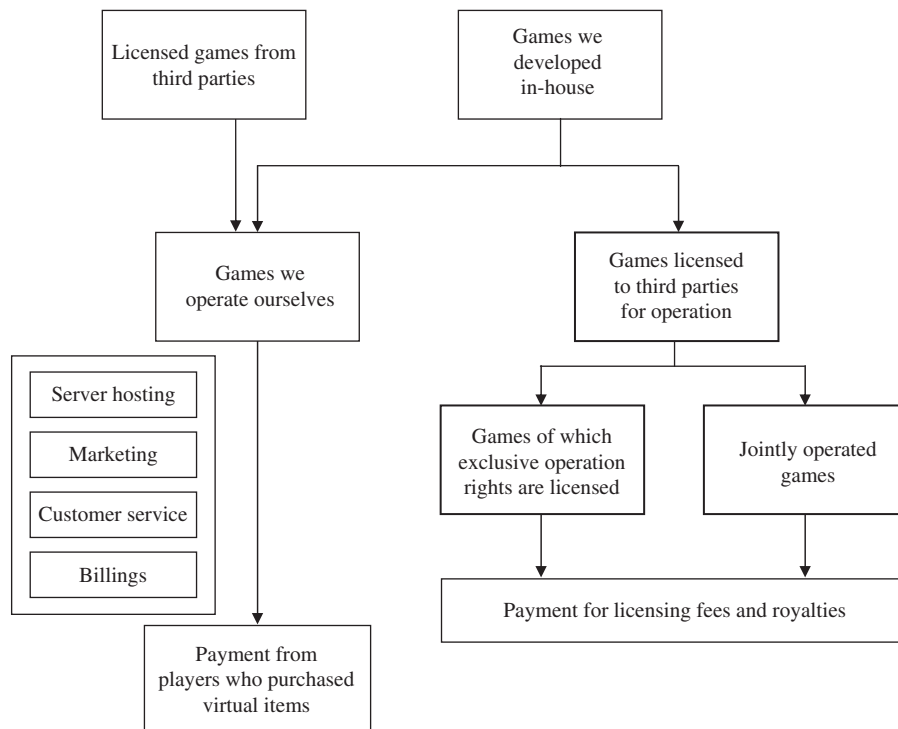 Licensed games from
third parties
Games we
developed
in-house
Games we
operate ourselves
Games licensed
to third parties
for operation
Server hosting
Marketing
Customer service
Billings
Games of which
exclusive operation
rights are licensed
Jointly operated
games
Payment for licensing fees and royalties
Payment from
players who purchased
virtual items